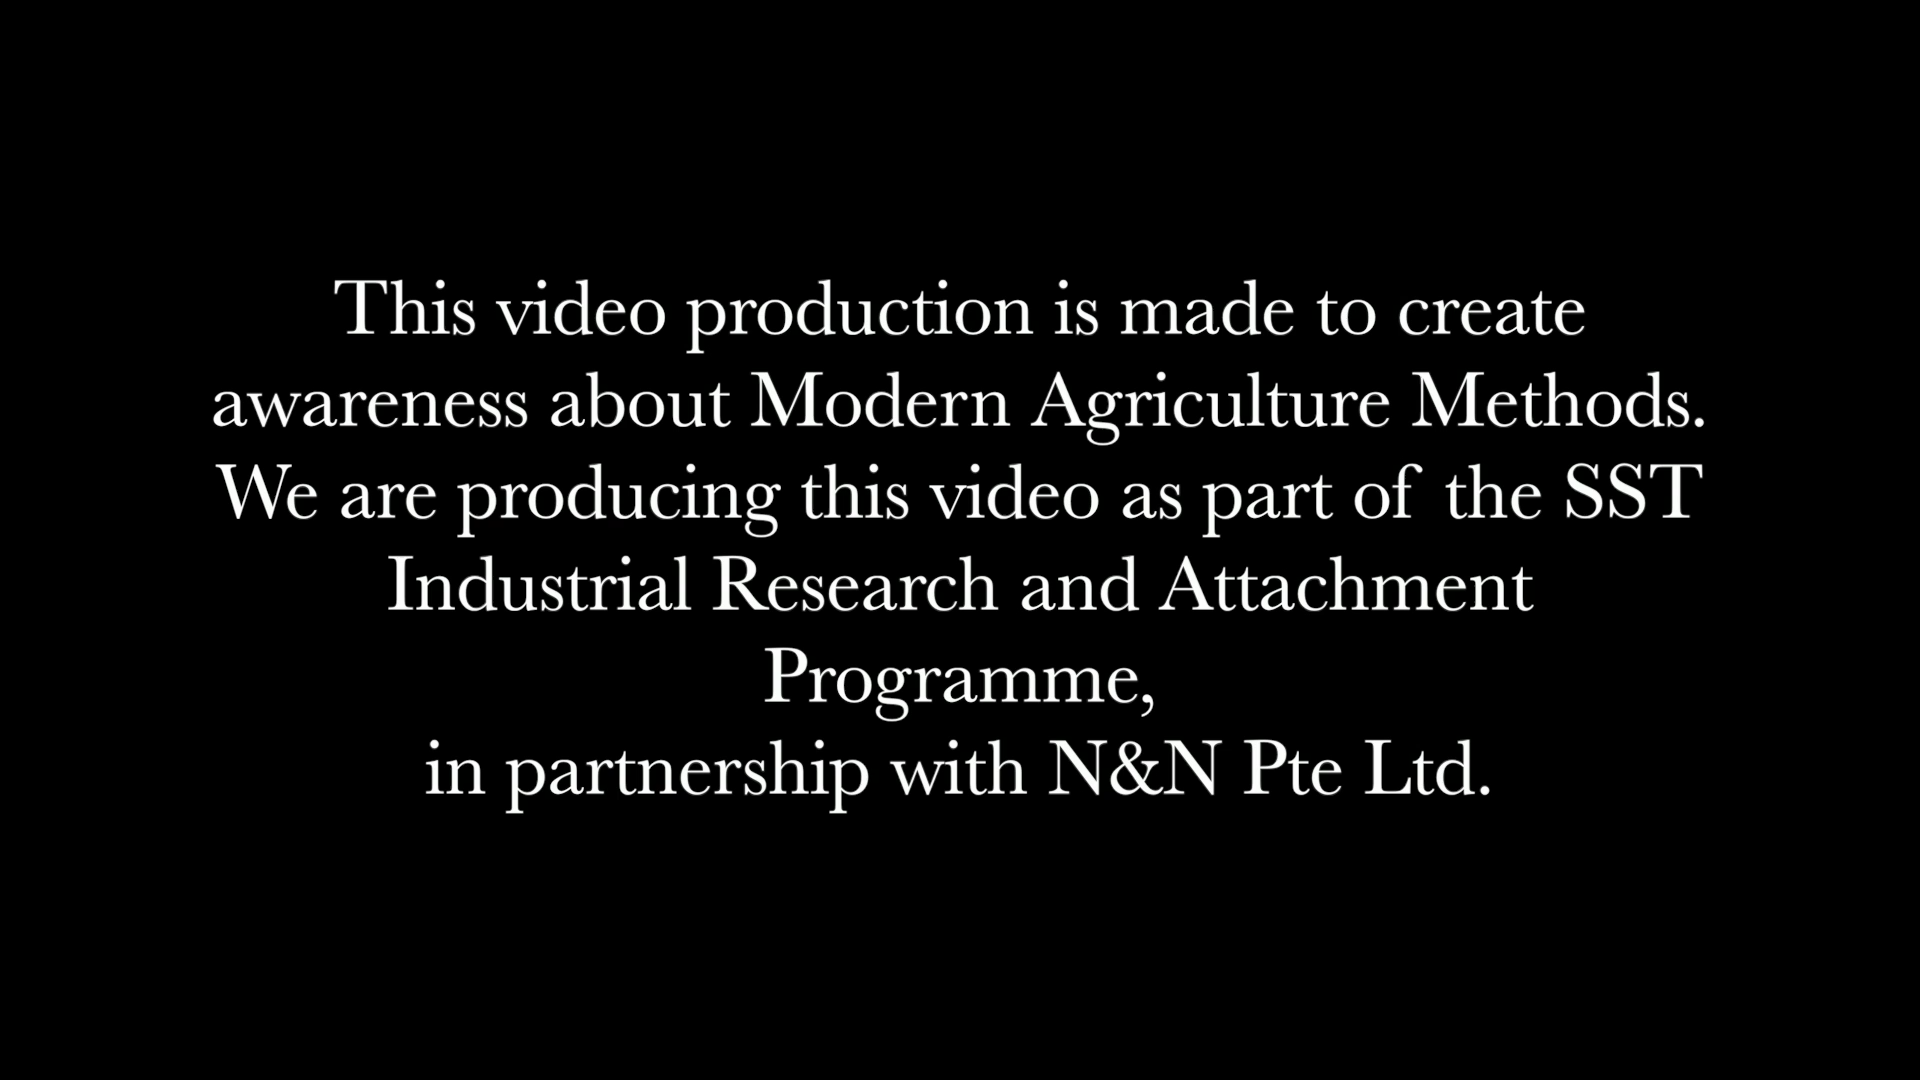 This video production is made to create
awareness about Modern Agriculture Methods.
We are producing this video as part of the SST
Industrial Research and Attachment
Programme,
in partnership with N&N Pte Ltd.